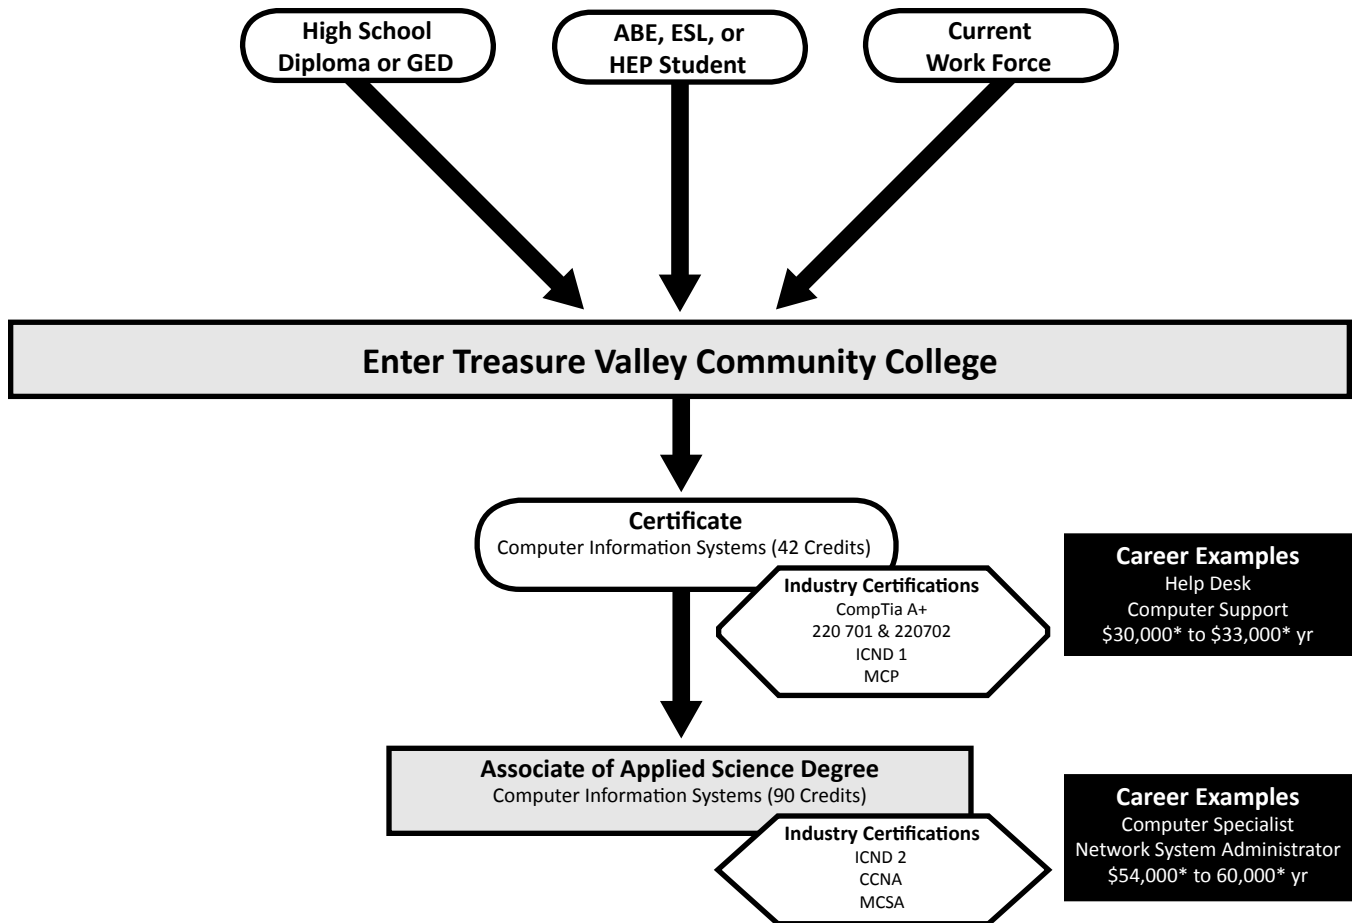 High School
Diploma or GED
ABE, ESL, or
HEP Student
Current
Work Force
Enter Treasure Valley Community College
Certificate
Computer Information Systems (42 Credits)
Industry Certifications
CompTia A+
220 701 & 220702
ICND 1
MCP
Career Examples
Help Desk
Computer Support
$30,000* to $33,000* yr
Associate of Applied Science Degree
Computer Information Systems (90 Credits)
Industry Certifications
ICND 2
CCNA
MCSA
Career Examples
Computer Specialist
Network System Administrator
$54,000* to 60,000* yr